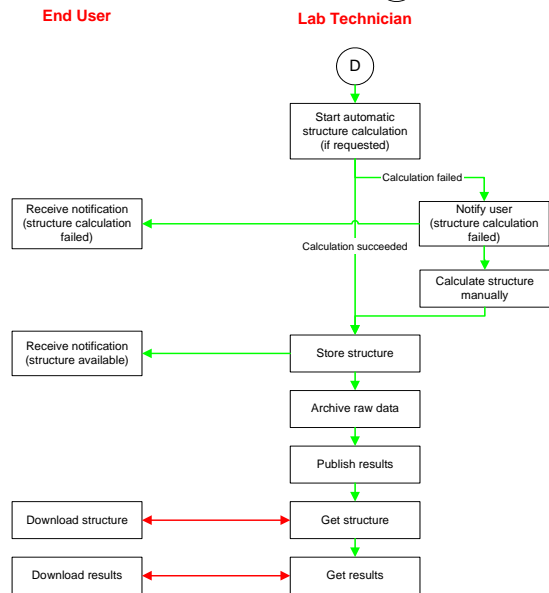 End User
Lab Technician
D
Start automatic
structure calculation
(if requested)
Calculation failed
Receive notification
(structure calculation
failed)
Notify user
(structure calculation
failed)
Calculation succeeded
Calculate structure
manually
Receive notification
(structure available)
Store structure
Archive raw data
Publish results
Download structure
Get structure
Download results
Get results